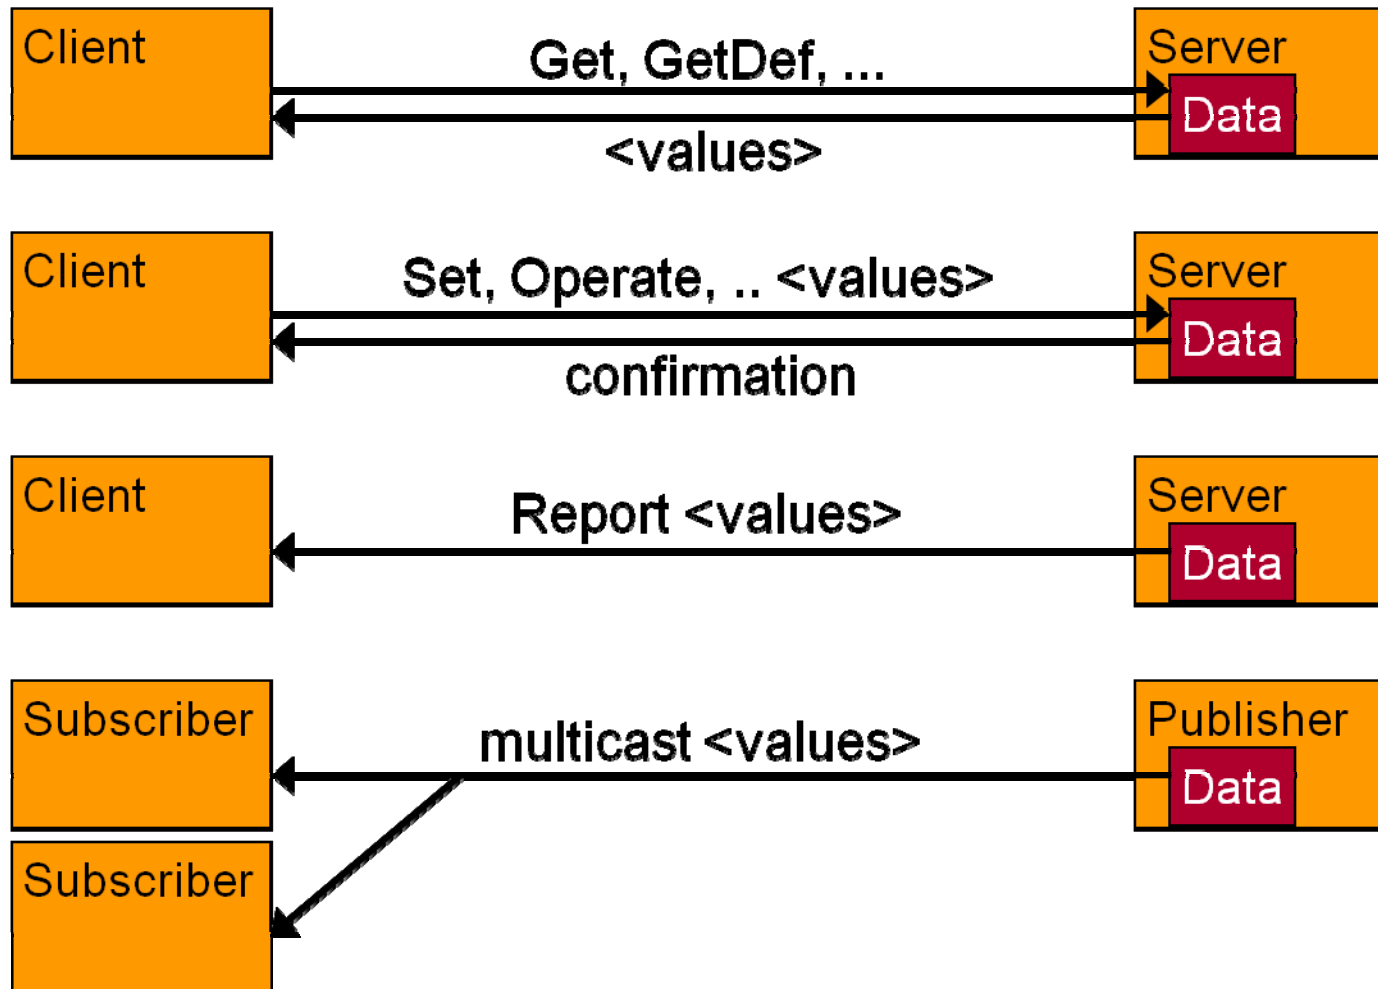 Client
Get, GetDef, ...
Server
Data
<values>
Client
Set, Operate, .. <values>
Server
Data
confirmation
Client
Report <values>
Server
Data
Subscriber
multicast <values>
Publisher
Data
Subscriber